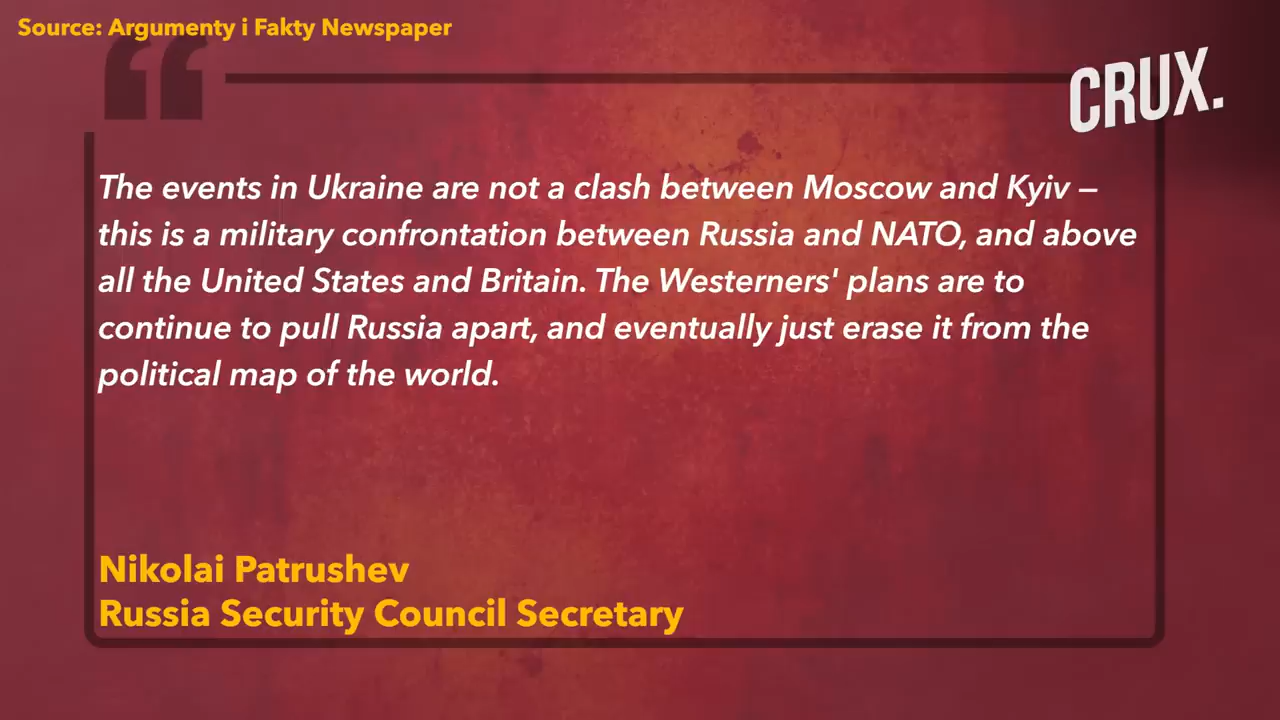 Source: Argumenty i Fakty Newspaper
CRUX.
The events in Ukraine are not a clash between Moscow and Kyiv –
this is a military confrontation between Russia and NATO, and above
all the United States and Britain. The Westerners' plans are to
continue to pull Russia apart, and eventually just erase it from the
political map of the world.
Nikolai Patrushev
Russia Security Council Secretary